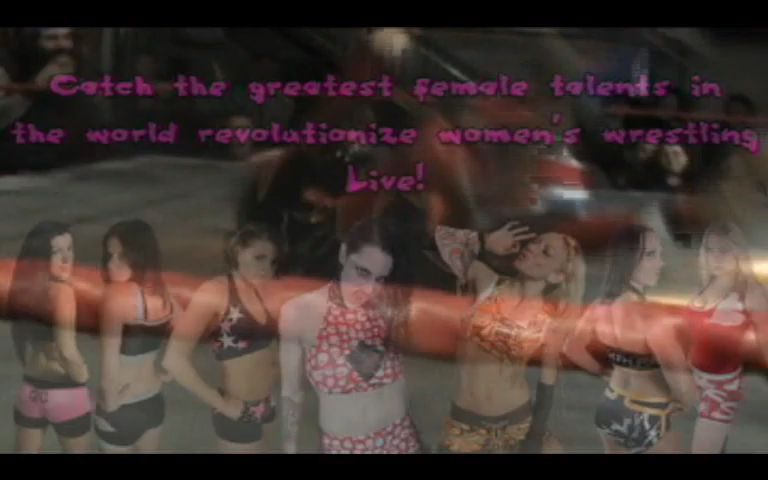 Catch the greatest female talents in
the world revolutionize women's wrestling
Live!